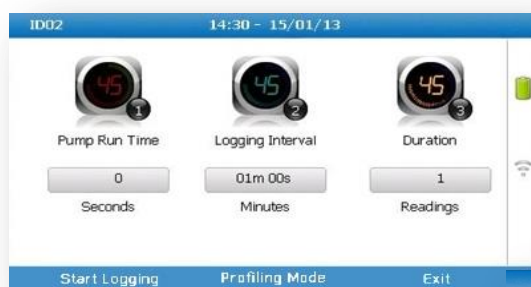 ID02 14:30 - 15/01/13
45 45 45
1 2 3
Pump Run Time Logging Interval Duration
0 01m 00s 1
Seconds Minutes Readings
Start Logging Profiling Mode Exit